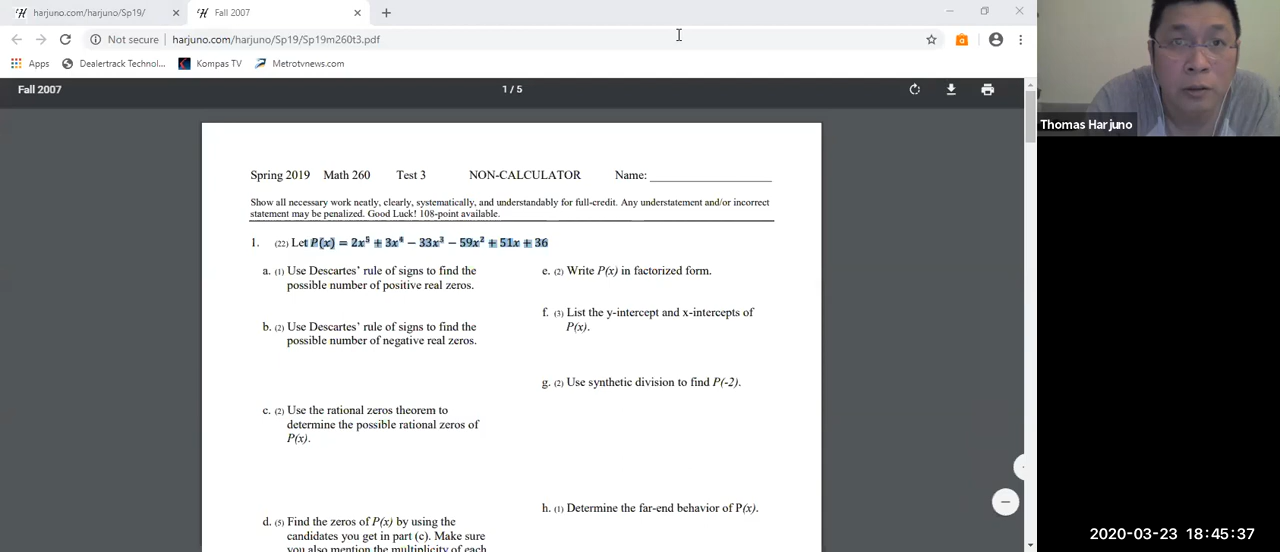 harjuno.com/harjuno/Sp19/
Fall 2007
Not secure
harjuno.com/harjuno/Sp19/Sp19m260t3.pdf
Apps
Dealertrack Technol...
Kompas TV
Metrotvnews.com
Fall 2007
1 / 5
Thomas Harjuno
Spring 2019 Math 260 Test 3 NON-CALCULATOR Name: ____________________
Show all necessary work neatly, clearly, systematically, and understandably for full-credit. Any understatement and/or incorrect
statement may be penalized. Good Luck! 108-point available.
1. (22) Let P(x) = 2x⁵ + 3x⁴ − 33x³ − 59x² + 51x + 36
a. (1) Use Descartes’ rule of signs to find the
possible number of positive real zeros.
b. (2) Use Descartes’ rule of signs to find the
possible number of negative real zeros.
c. (2) Use the rational zeros theorem to
determine the possible rational zeros of
P(x).
d. (5) Find the zeros of P(x) by using the
candidates you get in part (c). Make sure
you also mention the multiplicity of each
e. (2) Write P(x) in factorized form.
f. (3) List the y-intercept and x-intercepts of
P(x).
g. (2) Use synthetic division to find P(-2).
h. (1) Determine the far-end behavior of P(x).
2020-03-23 18:45:37